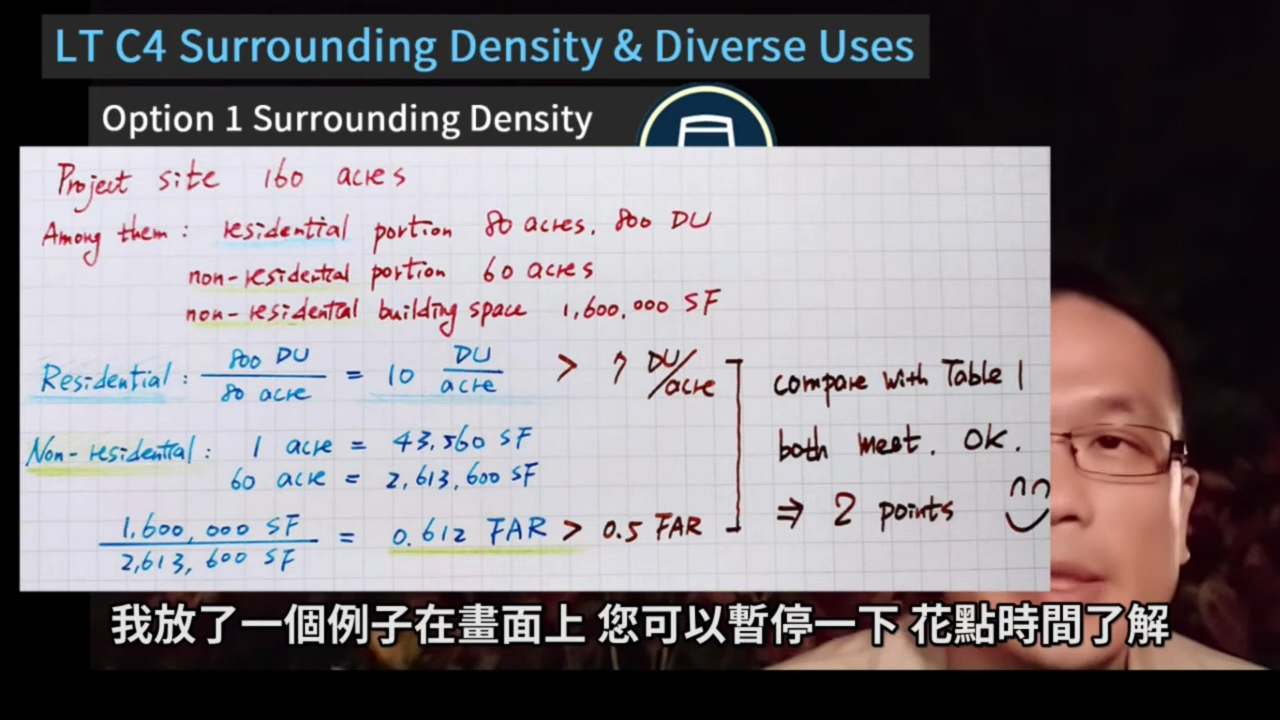 LT C4 Surrounding Density & Diverse Uses
Option 1 Surrounding Density
Project site 160 acres
Among them: residential portion 80 acres. 800 DU
non-residential portion 60 acres
non-residential building space 1,600,000 SF
Residential: 800 DU / 80 acre = 10 DU / acre > 7 DU/acre
compare with Table 1
both meet. OK.
⇒ 2 points
Non-residential: 1 acre = 43,560 SF
60 acre = 2,613,600 SF
1,600,000 SF / 2,613,600 SF = 0.612 FAR > 0.5 FAR
我放了一個例子在畫面上 您可以暫停一下 花點時間了解